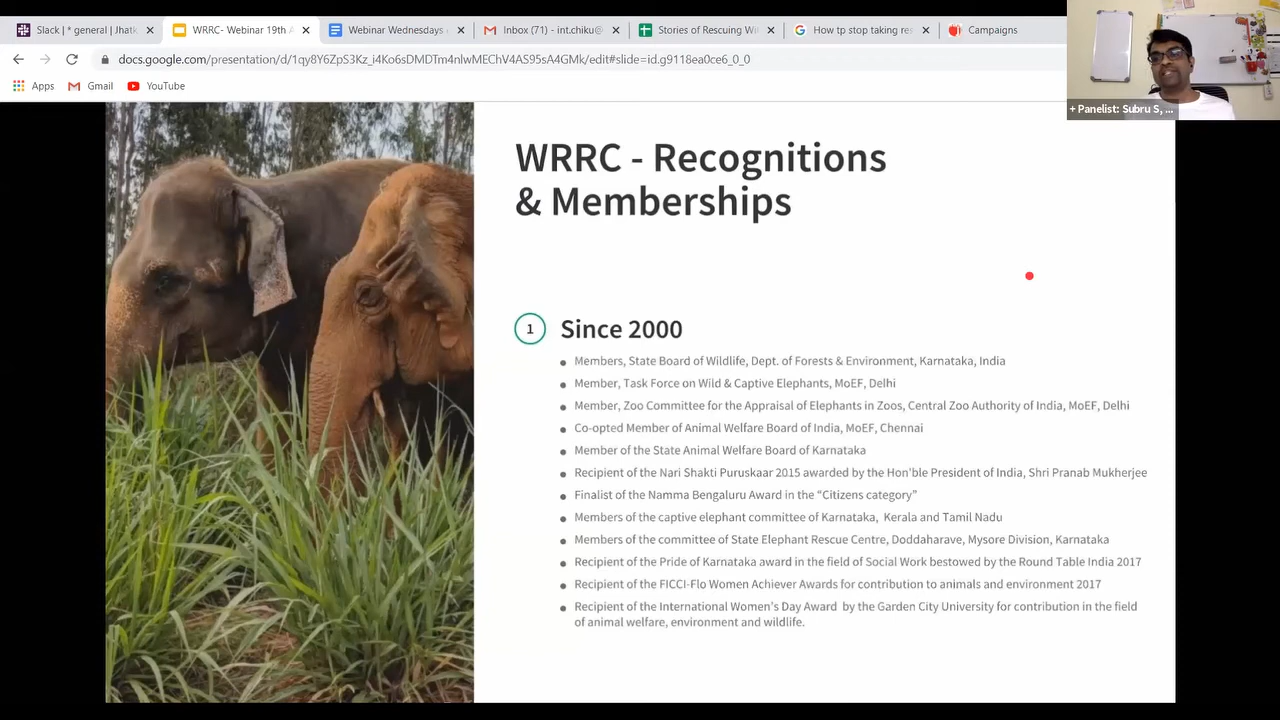 Slack | * general | Jhatk
WRRC- Webinar 19th A
Webinar Wednesdays
Inbox (71) - int.chiku@
Stories of Rescuing Wi
How tp stop taking res
Campaigns
docs.google.com/presentation/d/1qy8Y6ZpS3Kz_i4Ko6sDMDTm4nlwMEChV4AS95sA4GMk/edit#slide=id.g9118ea0ce6_0_0
Apps
Gmail
YouTube
+ Panelist: Subru S, ...
WRRC - Recognitions
& Memberships
1 Since 2000
Members, State Board of Wildlife, Dept. of Forests & Environment, Karnataka, India
Member, Task Force on Wild & Captive Elephants, MoEF, Delhi
Member, Zoo Committee for the Appraisal of Elephants in Zoos, Central Zoo Authority of India, MoEF, Delhi
Co-opted Member of Animal Welfare Board of India, MoEF, Chennai
Member of the State Animal Welfare Board of Karnataka
Recipient of the Nari Shakti Puruskaar 2015 awarded by the Hon'ble President of India, Shri Pranab Mukherjee
Finalist of the Namma Bengaluru Award in the “Citizens category”
Members of the captive elephant committee of Karnataka, Kerala and Tamil Nadu
Members of the committee of State Elephant Rescue Centre, Doddaharave, Mysore Division, Karnataka
Recipient of the Pride of Karnataka award in the field of Social Work bestowed by the Round Table India 2017
Recipient of the FICCI-Flo Women Achiever Awards for contribution to animals and environment 2017
Recipient of the International Women's Day Award by the Garden City University for contribution in the field
of animal welfare, environment and wildlife.